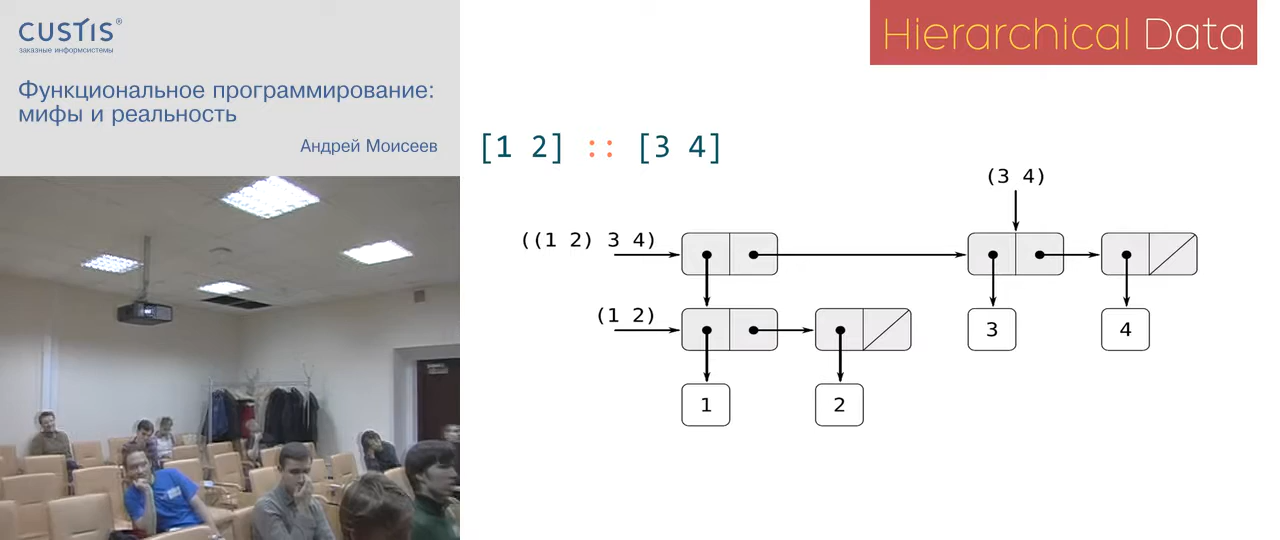 CUSTIS®
заказные информсистемы
Функциональное программирование:
мифы и реальность
Андрей Моисеев
Hierarchical Data
[1 2] :: [3 4]
(3 4)
((1 2) 3 4)
(1 2)
3
4
1
2